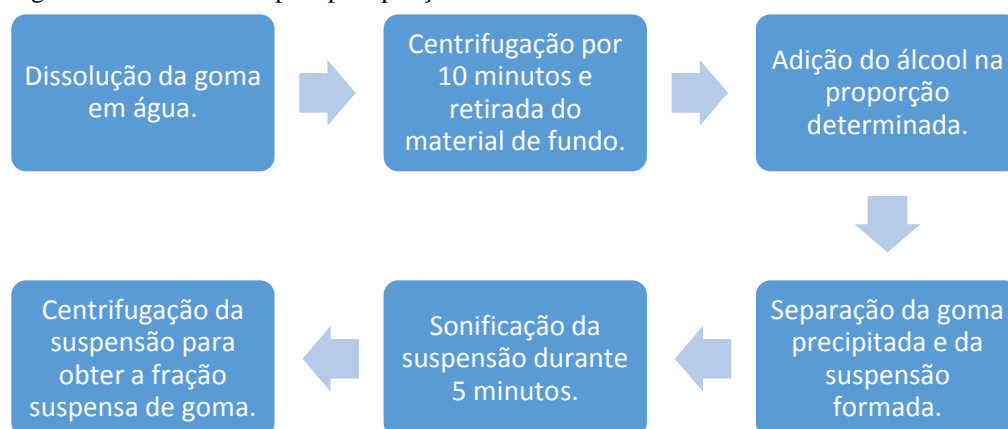 Dissolução da goma
em água.
Centrifugação por
10 minutos e
retirada do
material de fundo.
Adição do álcool na
proporção
determinada.
Separação da goma
precipitada e da
suspensão
formada.
Sonificação da
suspensão durante
5 minutos.
Centrifugação da
suspensão para
obter a fração
suspensa de goma.